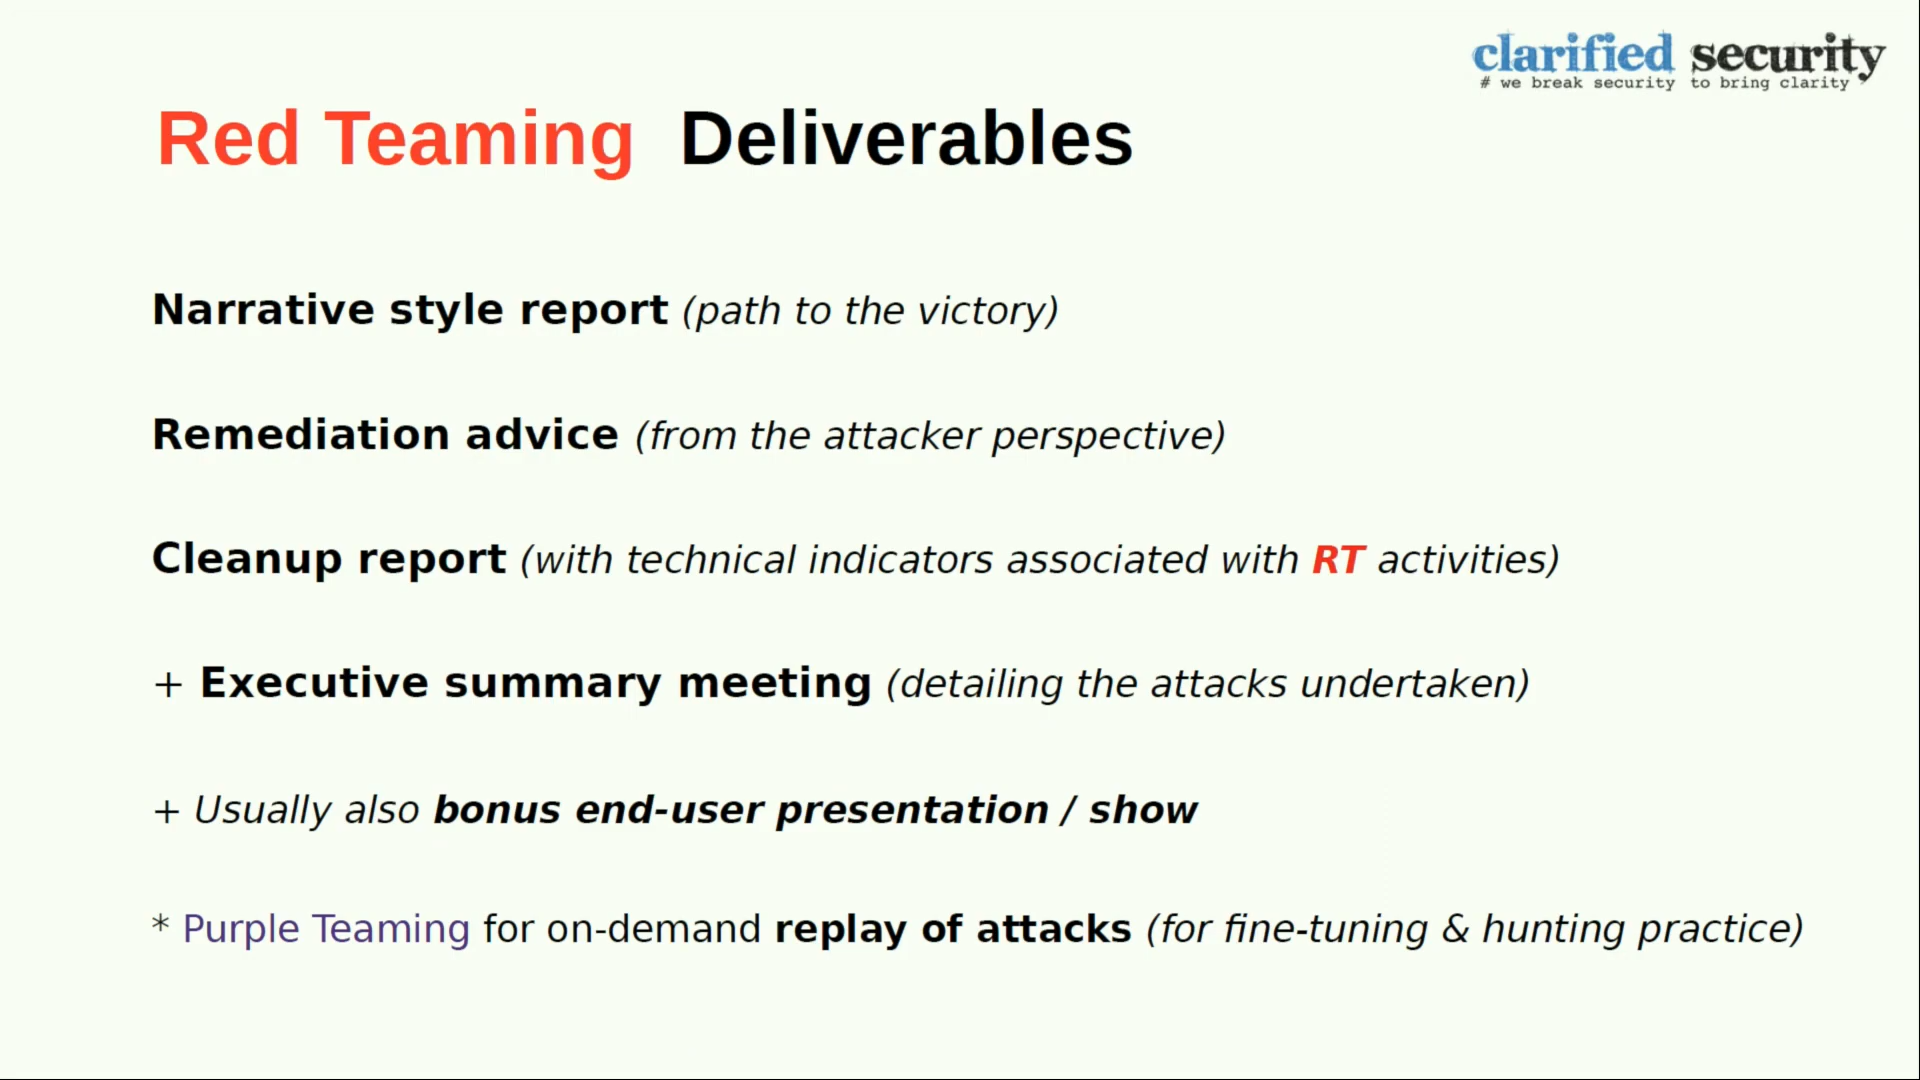 clarified security
# we break security to bring clarity
Red Teaming Deliverables
Narrative style report (path to the victory)
Remediation advice (from the attacker perspective)
Cleanup report (with technical indicators associated with RT activities)
+ Executive summary meeting (detailing the attacks undertaken)
+ Usually also bonus end-user presentation / show
* Purple Teaming for on-demand replay of attacks (for fine-tuning & hunting practice)